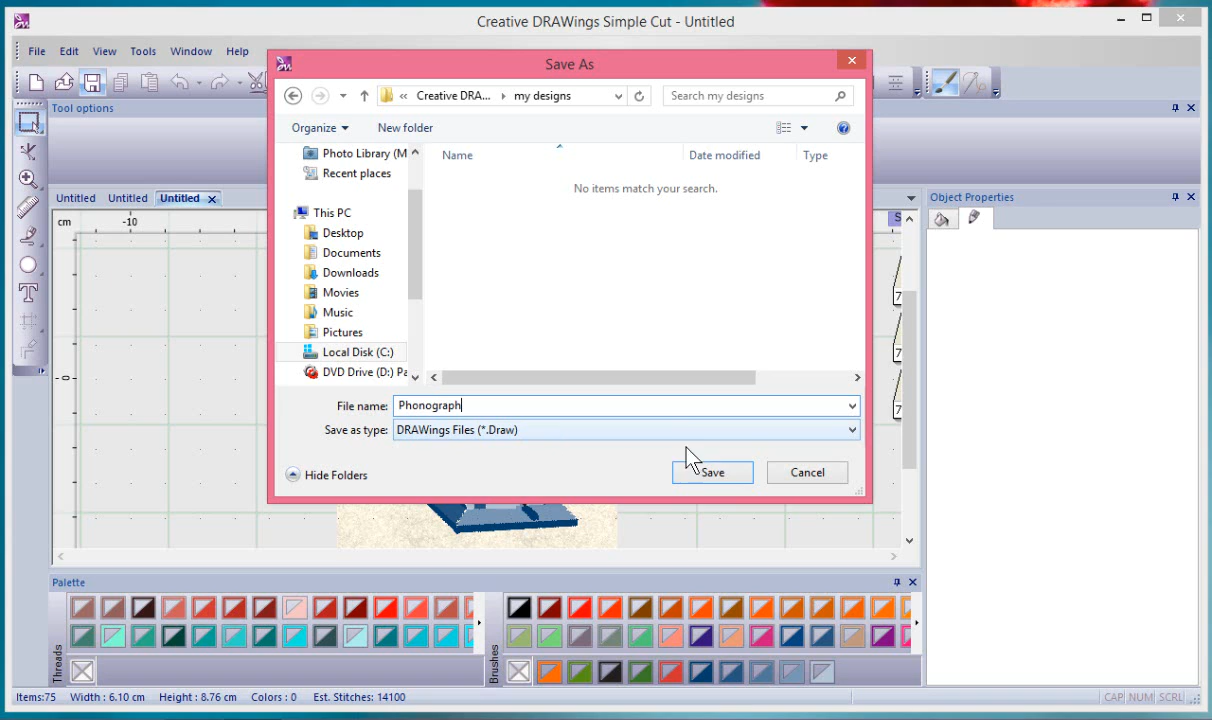 Creative DRAWings Simple Cut - Untitled
File Edit View Tools Window Help
Save As
Creative DRA... my designs
Search my designs
Organize New folder
Tool options
Photo Library (M
Recent places
This PC
Desktop
Documents
Downloads
Movies
Music
Pictures
Local Disk (C:)
DVD Drive (D:) Pa
Name Date modified Type
No items match your search.
Untitled Untitled Untitled
Object Properties
cm -10
S
7
7
7
0
File name: Phonograph
Save as type: DRAWings Files (*.Draw)
Hide Folders Save Cancel
Palette
Threads
Brushes
Items:75 Width : 6.10 cm Height : 8.76 cm Colors : 0 Est. Stitches: 14100 CAP NUM SCRL